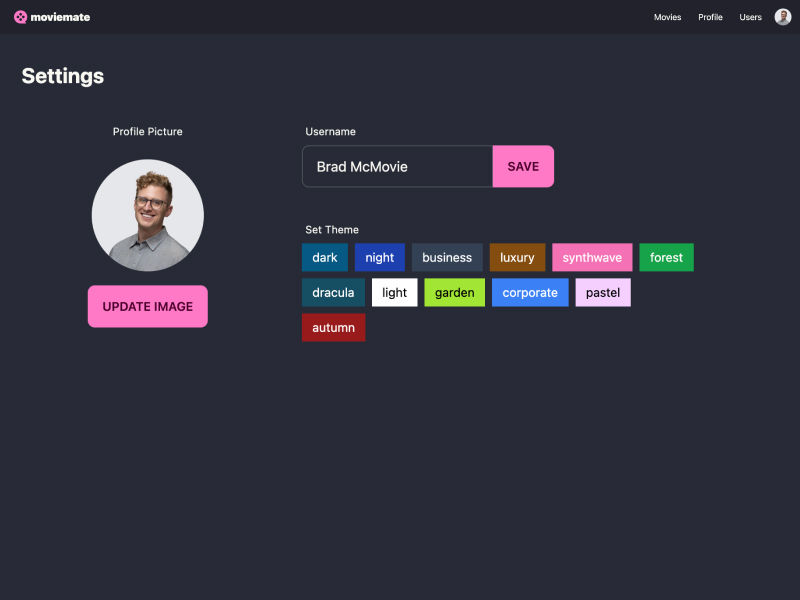 moviemate
Movies Profile Users
Settings
Profile Picture
UPDATE IMAGE
Username
Brad McMovie SAVE
Set Theme
dark night business luxury synthwave forest
dracula light garden corporate pastel
autumn